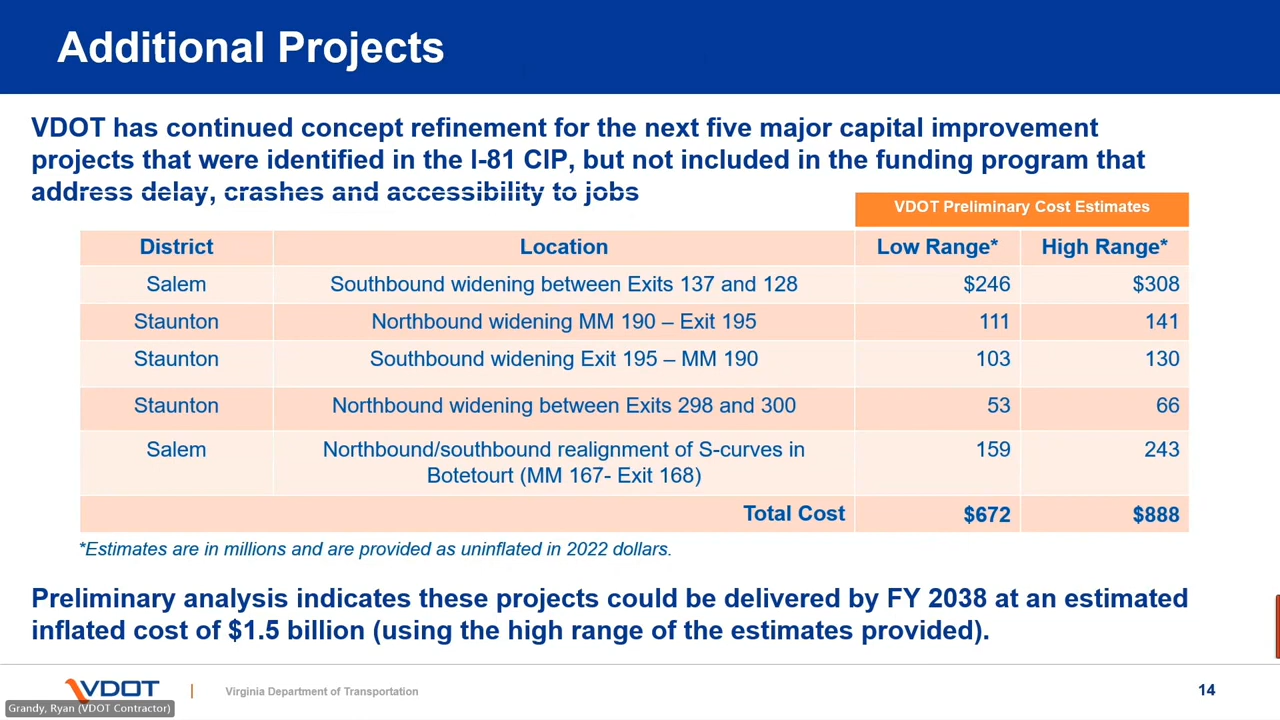 Additional Projects
VDOT has continued concept refinement for the next five major capital improvement
projects that were identified in the I-81 CIP, but not included in the funding program that
address delay, crashes and accessibility to jobs
VDOT Preliminary Cost Estimates
District Location Low Range* High Range*
Salem Southbound widening between Exits 137 and 128 $246 $308
Staunton Northbound widening MM 190 – Exit 195 111 141
Staunton Southbound widening Exit 195 – MM 190 103 130
Staunton Northbound widening between Exits 298 and 300 53 66
Salem Northbound/southbound realignment of S-curves in 159 243
Botetourt (MM 167- Exit 168)
Total Cost $672 $888
*Estimates are in millions and are provided as uninflated in 2022 dollars.
Preliminary analysis indicates these projects could be delivered by FY 2038 at an estimated
inflated cost of $1.5 billion (using the high range of the estimates provided).
VDOT | Virginia Department of Transportation 14
Grandy, Ryan (VDOT Contractor)